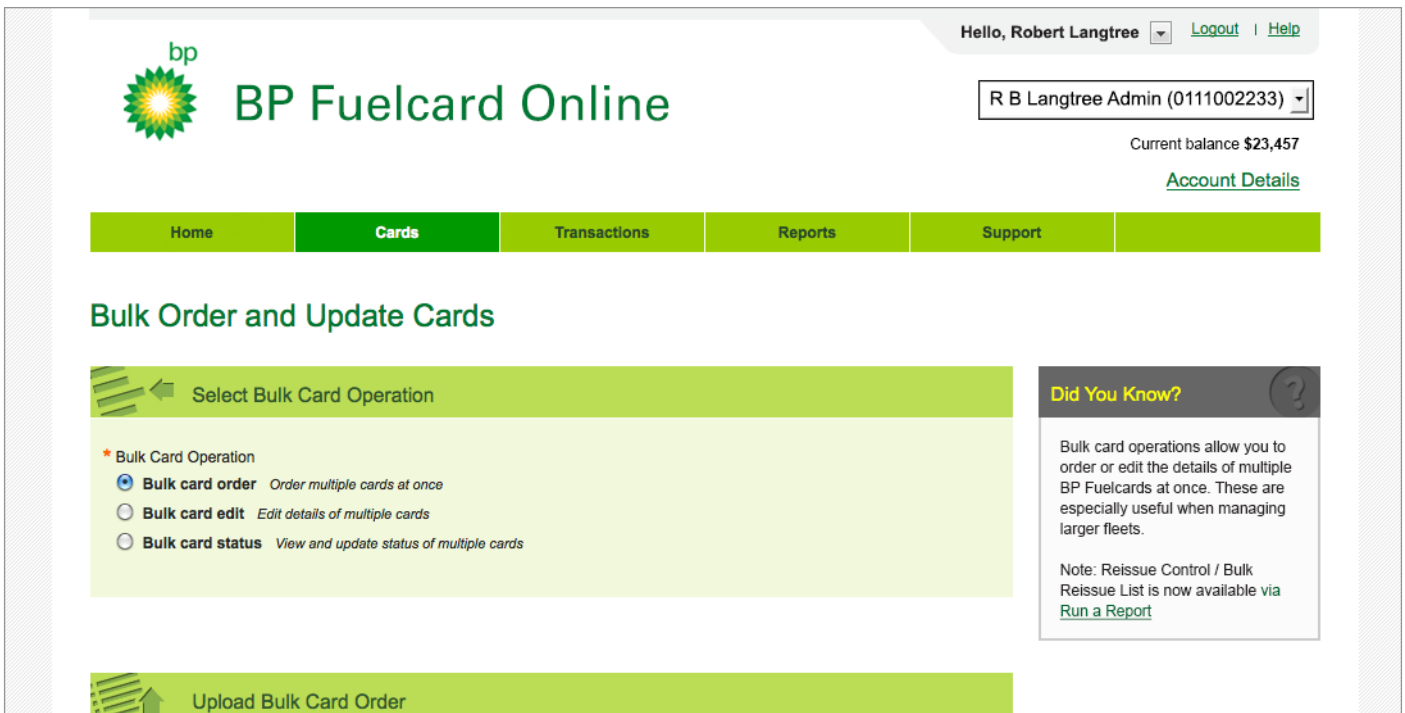 Hello, Robert Langtree Logout | Help
bp
BP Fuelcard Online
R B Langtree Admin (0111002233)
Current balance $23,457
Account Details
Home Cards Transactions Reports Support
Bulk Order and Update Cards
Select Bulk Card Operation
* Bulk Card Operation
Bulk card order Order multiple cards at once
Bulk card edit Edit details of multiple cards
Bulk card status View and update status of multiple cards
Did You Know? ?
Bulk card operations allow you to
order or edit the details of multiple
BP Fuelcards at once. These are
especially useful when managing
larger fleets.
Note: Reissue Control / Bulk
Reissue List is now available via
Run a Report
Upload Bulk Card Order